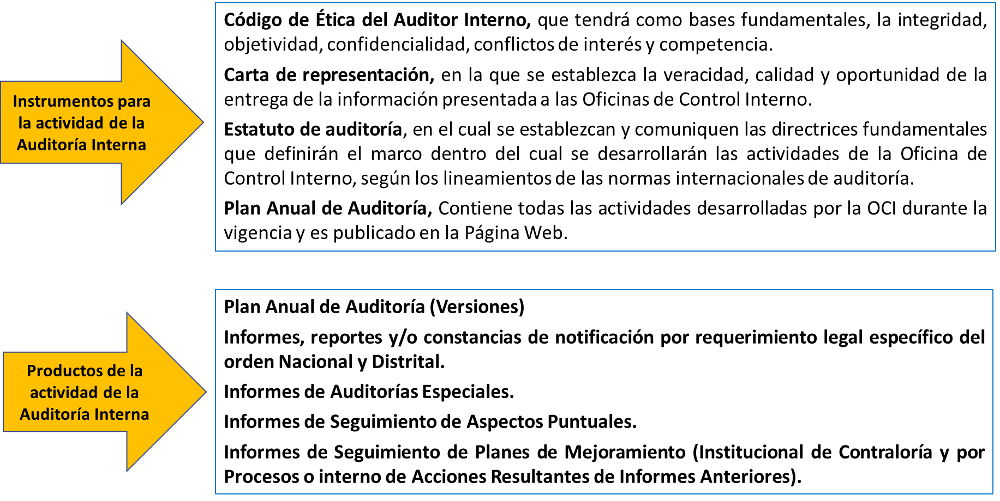 Instrumentos para
la actividad de la
Auditoría Interna
Código de Ética del Auditor Interno, que tendrá como bases fundamentales, la integridad,
objetividad, confidencialidad, conflictos de interés y competencia.
Carta de representación, en la que se establezca la veracidad, calidad y oportunidad de la
entrega de la información presentada a las Oficinas de Control Interno.
Estatuto de auditoría, en el cual se establezcan y comuniquen las directrices fundamentales
que definirán el marco dentro del cual se desarrollarán las actividades de la Oficina de
Control Interno, según los lineamientos de las normas internacionales de auditoría.
Plan Anual de Auditoría, Contiene todas las actividades desarrolladas por la OCI durante la
vigencia y es publicado en la Página Web.
Productos de la
actividad de la
Auditoría Interna
Plan Anual de Auditoría (Versiones)
Informes, reportes y/o constancias de notificación por requerimiento legal específico del
orden Nacional y Distrital.
Informes de Auditorías Especiales.
Informes de Seguimiento de Aspectos Puntuales.
Informes de Seguimiento de Planes de Mejoramiento (Institucional de Contraloría y por
Procesos o interno de Acciones Resultantes de Informes Anteriores).